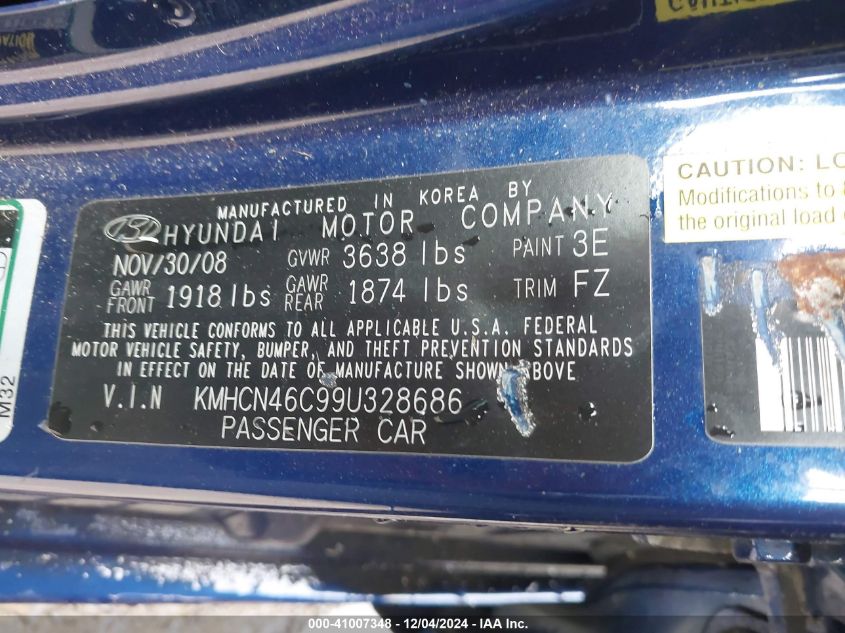 MANUFACTURED IN KOREA BY
HYUNDAI MOTOR COMPANY
NOV/30/08 GVWR 3638 lbs PAINT 3E
GAWR FRONT 1918 lbs GAWR REAR 1874 lbs TRIM FZ
THIS VEHICLE CONFORMS TO ALL APPLICABLE U.S.A. FEDERAL
MOTOR VEHICLE SAFETY, BUMPER, AND THEFT PREVENTION STANDARDS
IN EFFECT ON THE DATE OF MANUFACTURE SHOWN ABOVE
V.I.N KMHCN46C99U328686
PASSENGER CAR
CAUTION: LO
Modifications to
the original load
M32
000-41007348 - 12/04/2024 - IAA Inc.